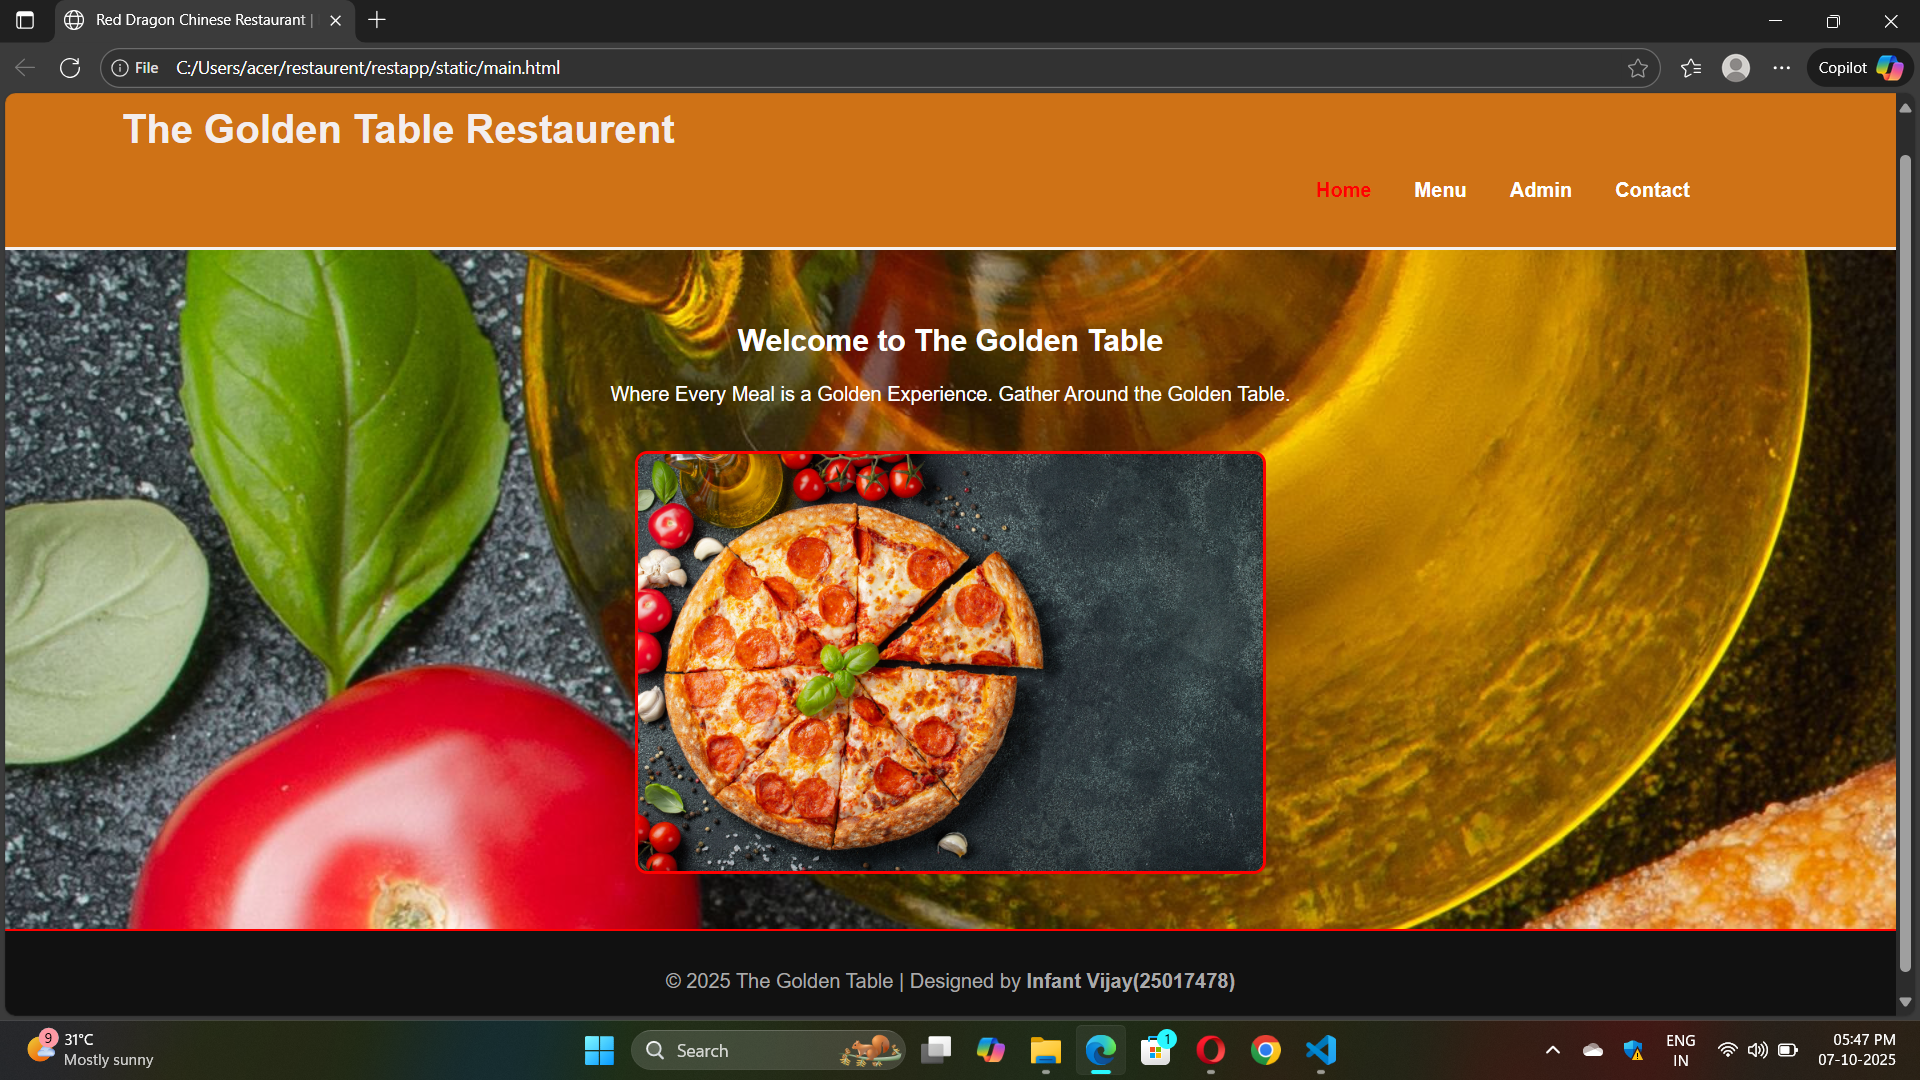 Red Dragon Chinese Restaurant |
File C:/Users/acer/restaurent/restapp/static/main.html
Copilot
The Golden Table Restaurent
Home Menu Admin Contact
Welcome to The Golden Table
Where Every Meal is a Golden Experience. Gather Around the Golden Table.
© 2025 The Golden Table | Designed by Infant Vijay(25017478)
9
31°C
Mostly sunny
Search
1
ENG
IN
05:47 PM
07-10-2025